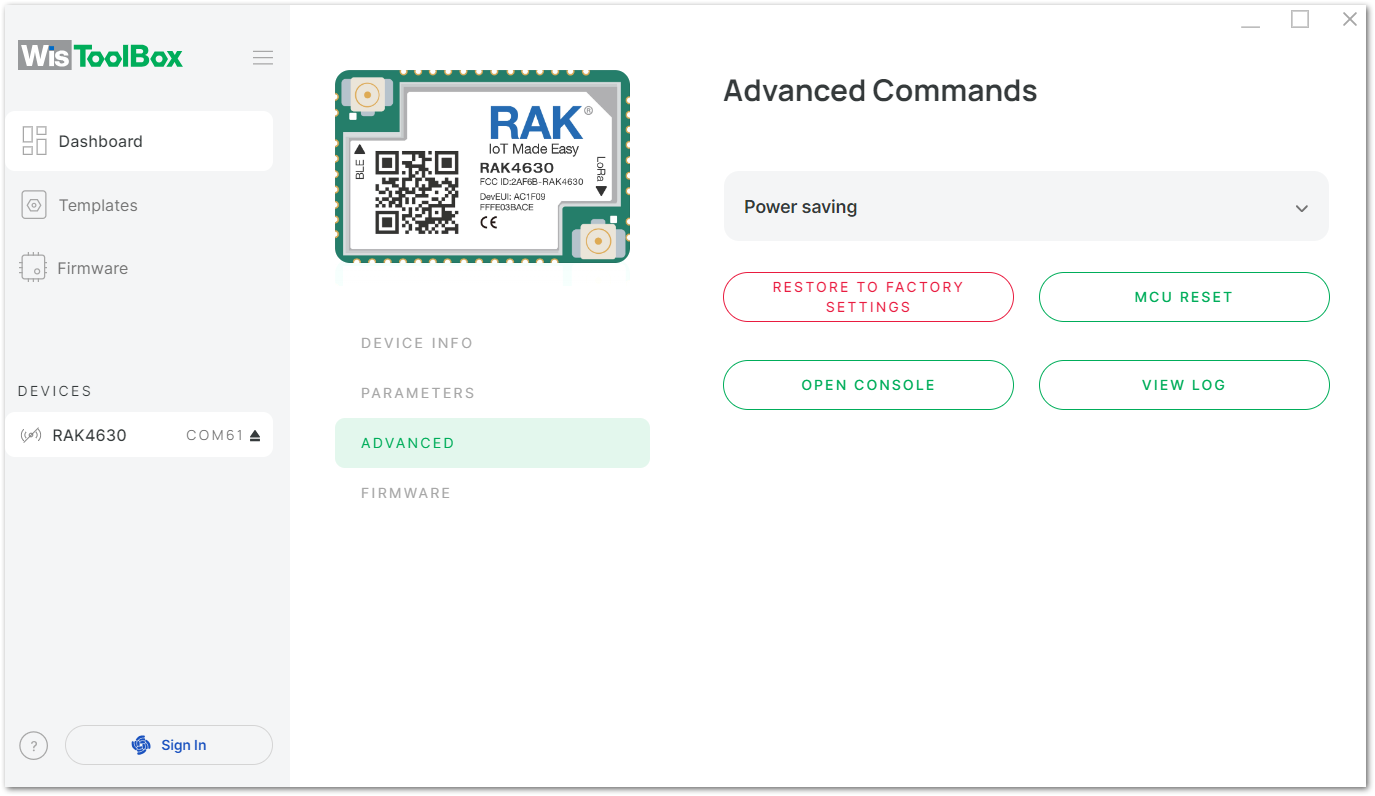 WisToolBox
Dashboard
Templates
Firmware
DEVICES
RAK4630 COM61
?
Sign In
RAK®
IoT Made Easy
RAK4630
FCC ID:2AF6B-RAK4630
DevEUI: AC1F09
FFFE03BACE
CE
BLE
LoRa
DEVICE INFO
PARAMETERS
ADVANCED
FIRMWARE
Advanced Commands
Power saving
RESTORE TO FACTORY
SETTINGS
MCU RESET
OPEN CONSOLE
VIEW LOG